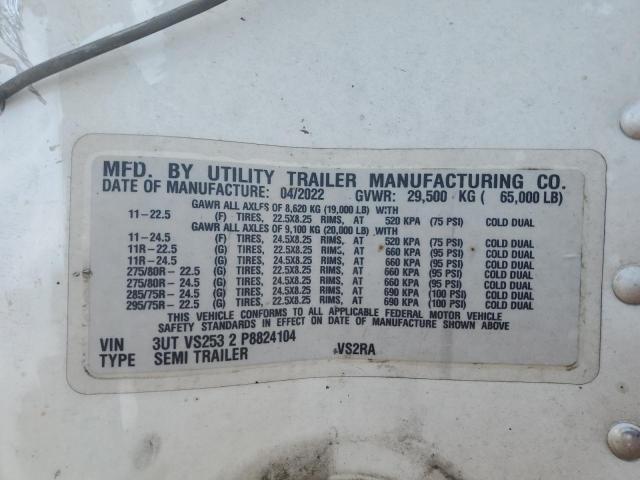 MFD. BY UTILITY TRAILER MANUFACTURING CO.
DATE OF MANUFACTURE: 04/2022 GVWR: 29,500 KG ( 65,000 LB)
GAWR ALL AXLES OF 8,620 KG (19,000 LB) WITH
11-22.5 (F) TIRES, 22.5X8.25 RIMS, AT 520 KPA (75 PSI) COLD DUAL
GAWR ALL AXLES OF 9,100 KG (20,000 LB) WITH
11-24.5 (F) TIRES, 24.5X8.25 RIMS, AT 520 KPA (75 PSI) COLD DUAL
11R-22.5 (G) TIRES, 22.5X8.25 RIMS, AT 660 KPA (95 PSI) COLD DUAL
11R-24.5 (G) TIRES, 24.5X8.25 RIMS, AT 660 KPA (95 PSI) COLD DUAL
275/80R- 22.5 (G) TIRES, 22.5X8.25 RIMS, AT 660 KPA (95 PSI) COLD DUAL
275/80R- 24.5 (G) TIRES, 24.5X8.25 RIMS, AT 660 KPA (95 PSI) COLD DUAL
285/75R- 24.5 (G) TIRES, 24.5X8.25 RIMS, AT 690 KPA (100 PSI) COLD DUAL
295/75R- 22.5 (G) TIRES, 22.5X8.25 RIMS, AT 690 KPA (100 PSI) COLD DUAL
THIS VEHICLE CONFORMS TO ALL APPLICABLE FEDERAL MOTOR VEHICLE
SAFETY STANDARDS IN EFFECT ON DATE OF MANUFACTURE SHOWN ABOVE
VIN 3UT VS253 2 P8824104
TYPE SEMI TRAILER VS2RA